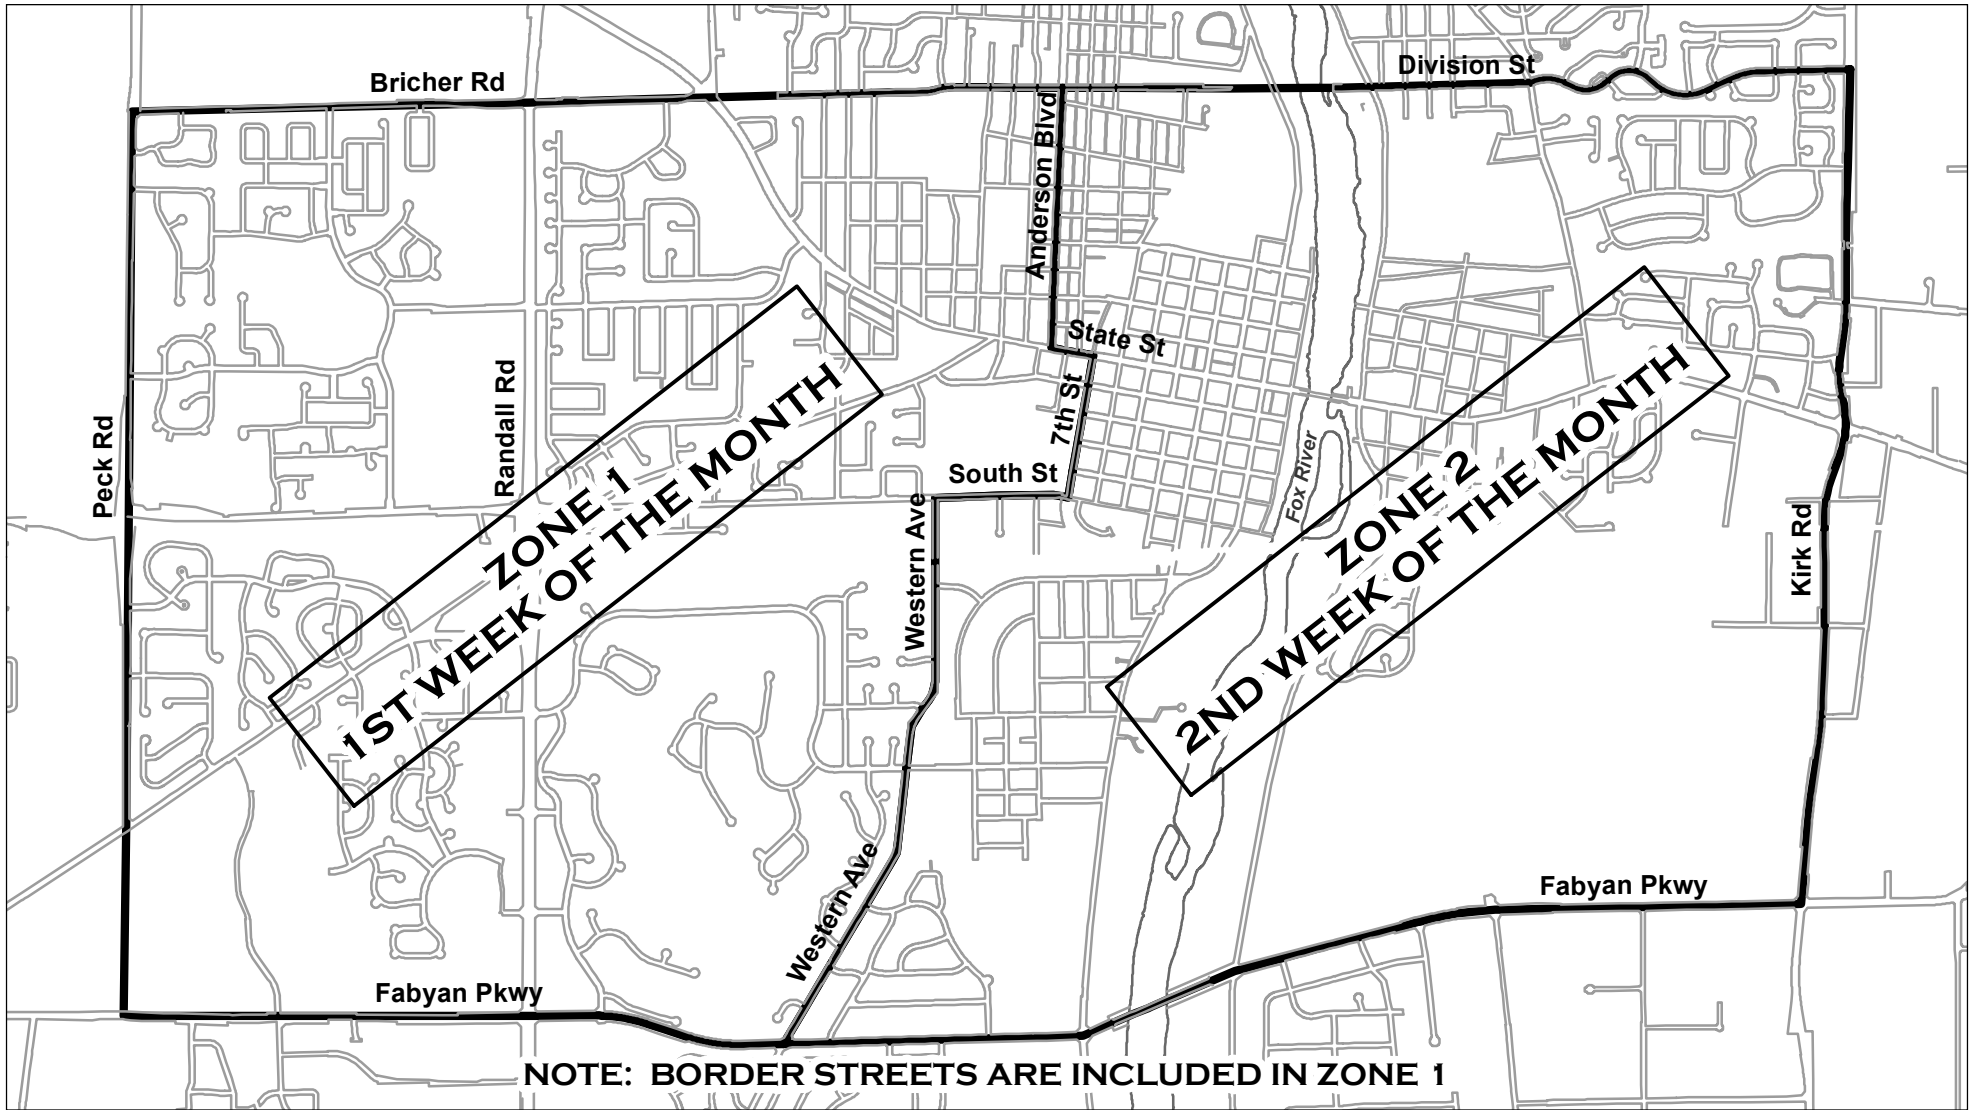 Bricher Rd
Division St
Anderson Blvd
State St
7th St
South St
Peck Rd
Randall Rd
Western Ave
Fox River
Kirk Rd
ZONE 1
1ST WEEK OF THE MONTH
ZONE 2
2ND WEEK OF THE MONTH
Western Ave
Fabyan Pkwy
Fabyan Pkwy
NOTE: BORDER STREETS ARE INCLUDED IN ZONE 1